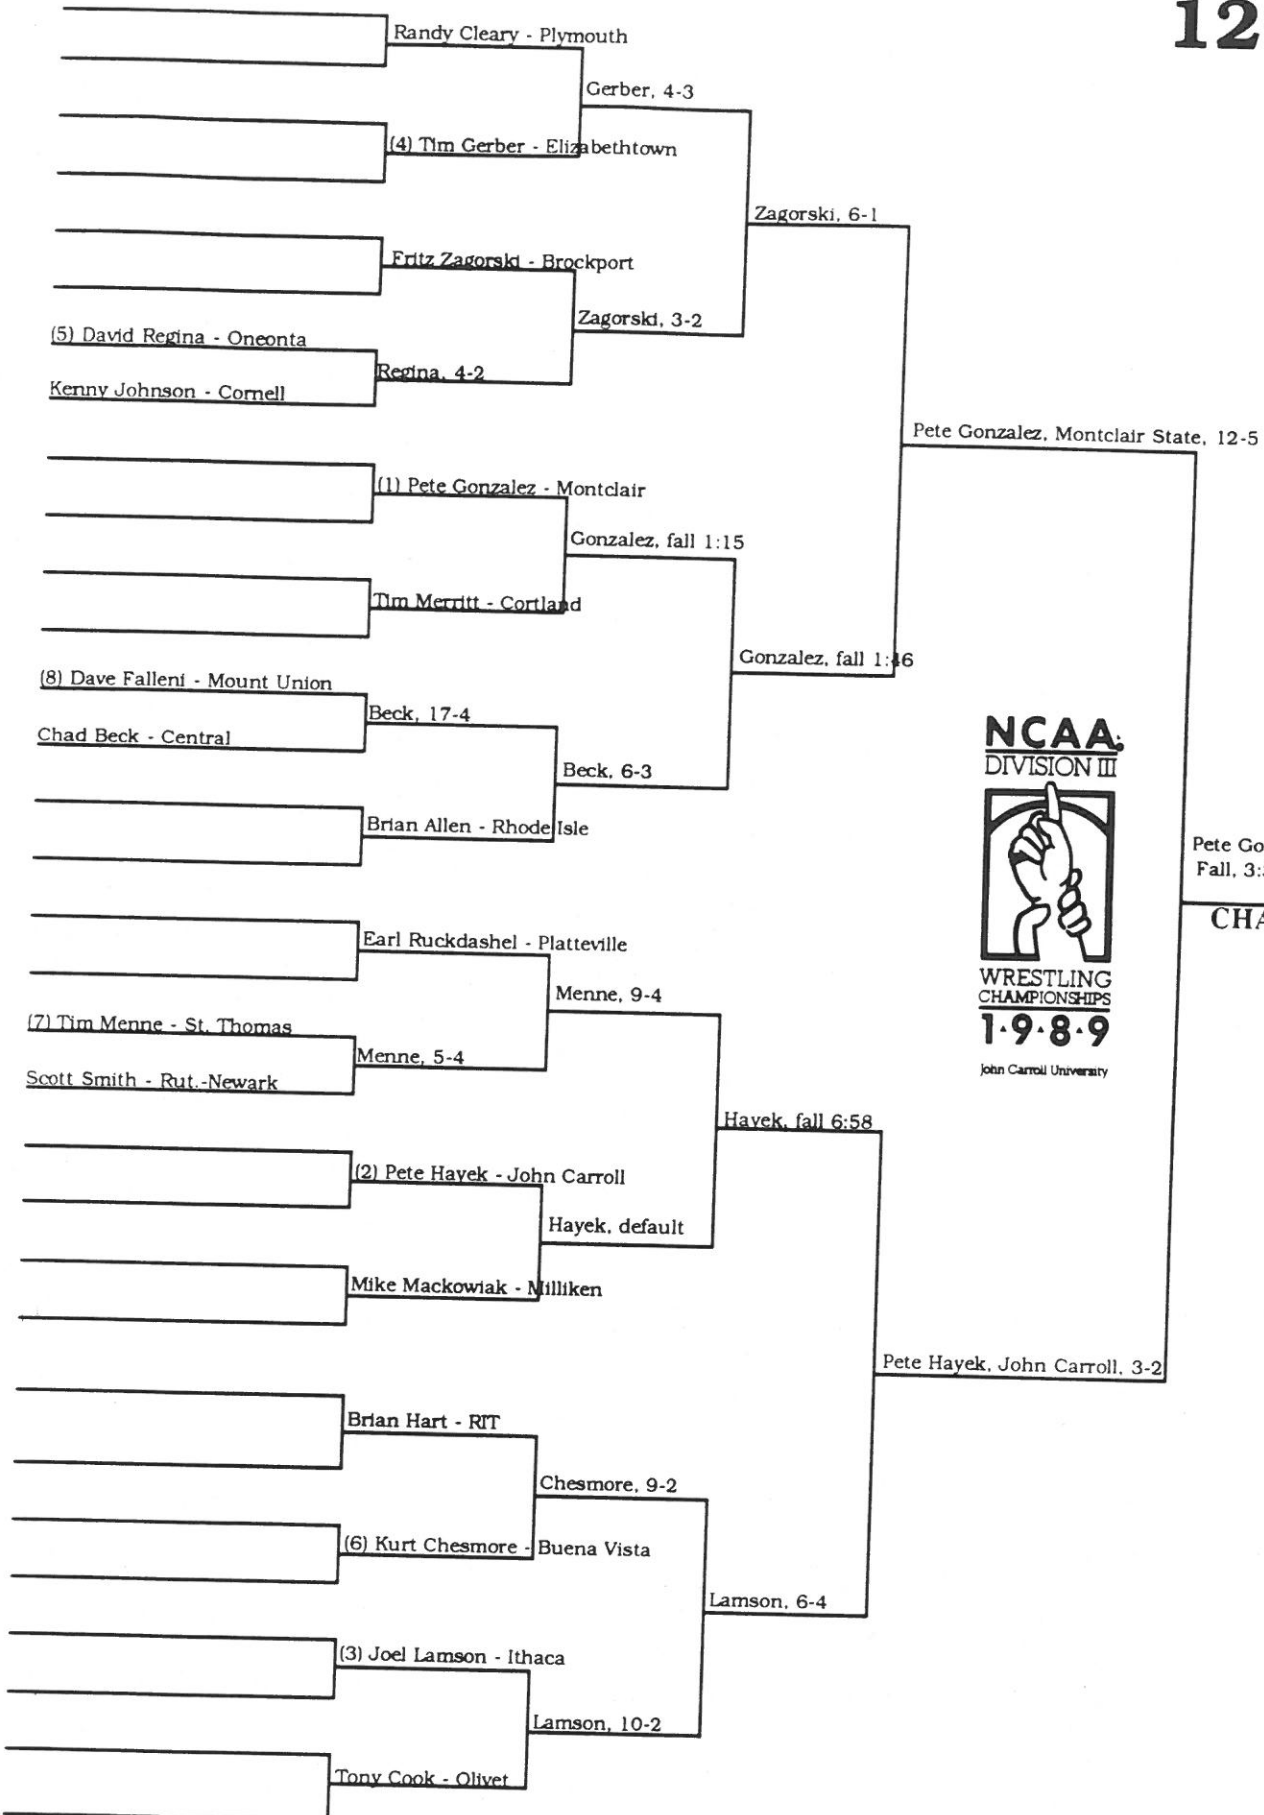 12
Randy Cleary - Plymouth
Gerber, 4-3
(4) Tim Gerber - Elizabethtown
Zagorski, 6-1
Fritz Zagorski - Brockport
Zagorski, 3-2
(5) David Regina - Oneonta
Regina, 4-2
Kenny Johnson - Cornell
Pete Gonzalez, Montclair State, 12-5
(1) Pete Gonzalez - Montclair
Gonzalez, fall 1:15
Tim Merritt - Cortland
Gonzalez, fall 1:46
(8) Dave Falleni - Mount Union
Beck, 17-4
Chad Beck - Central
Beck, 6-3
Brian Allen - Rhode Isle
NCAA
DIVISION III
WRESTLING
CHAMPIONSHIPS
1·9·8·9
John Carroll University
Pete Go
Fall, 3:
CHA
Earl Ruckdashel - Platteville
Menne, 9-4
(7) Tim Menne - St. Thomas
Menne, 5-4
Scott Smith - Rut.-Newark
Hayek, fall 6:58
(2) Pete Hayek - John Carroll
Hayek, default
Mike Mackowiak - Milliken
Pete Hayek, John Carroll, 3-2
Brian Hart - RIT
Chesmore, 9-2
(6) Kurt Chesmore - Buena Vista
Lamson, 6-4
(3) Joel Lamson - Ithaca
Lamson, 10-2
Tony Cook - Olivet